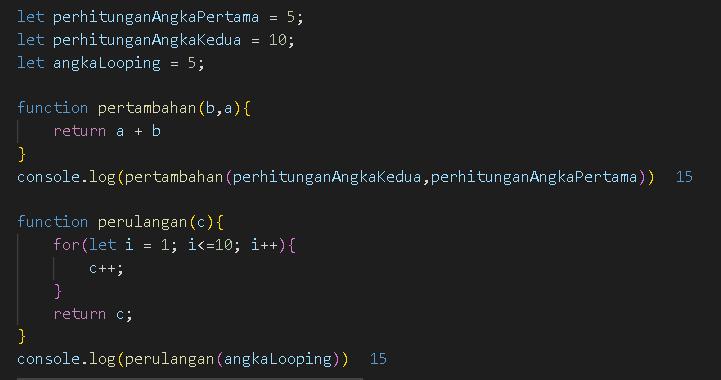 let perhitunganAngkaPertama = 5;
let perhitunganAngkaKedua = 10;
let angkaLooping = 5;
function pertambahan(b,a){
return a + b
}
console.log(pertambahan(perhitunganAngkaKedua,perhitunganAngkaPertama)) 15
function perulangan(c){
for(let i = 1; i<=10; i++){
c++;
}
return c;
}
console.log(perulangan(angkaLooping)) 15